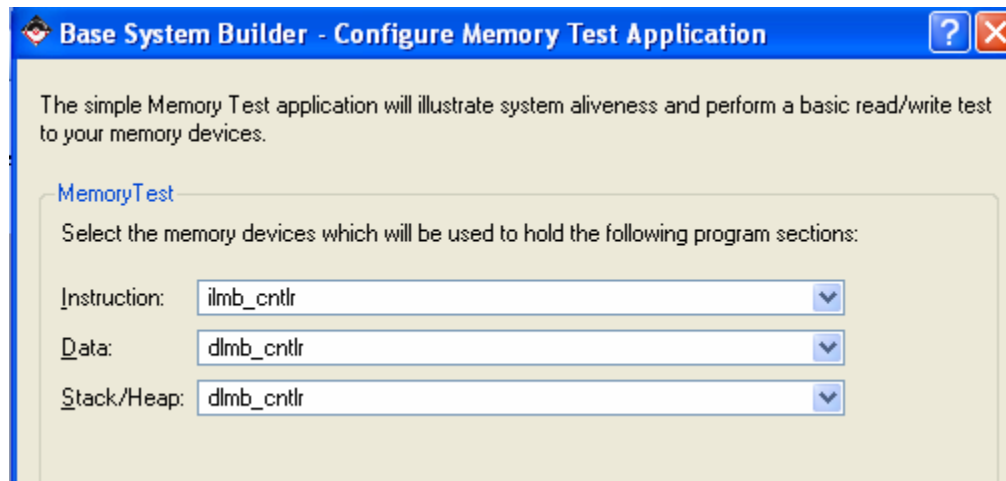 Base System Builder - Configure Memory Test Application
The simple Memory Test application will illustrate system aliveness and perform a basic read/write test
to your memory devices.
MemoryTest
Select the memory devices which will be used to hold the following program sections:
Instruction: ilmb_cntlr
Data: dlmb_cntlr
Stack/Heap: dlmb_cntlr